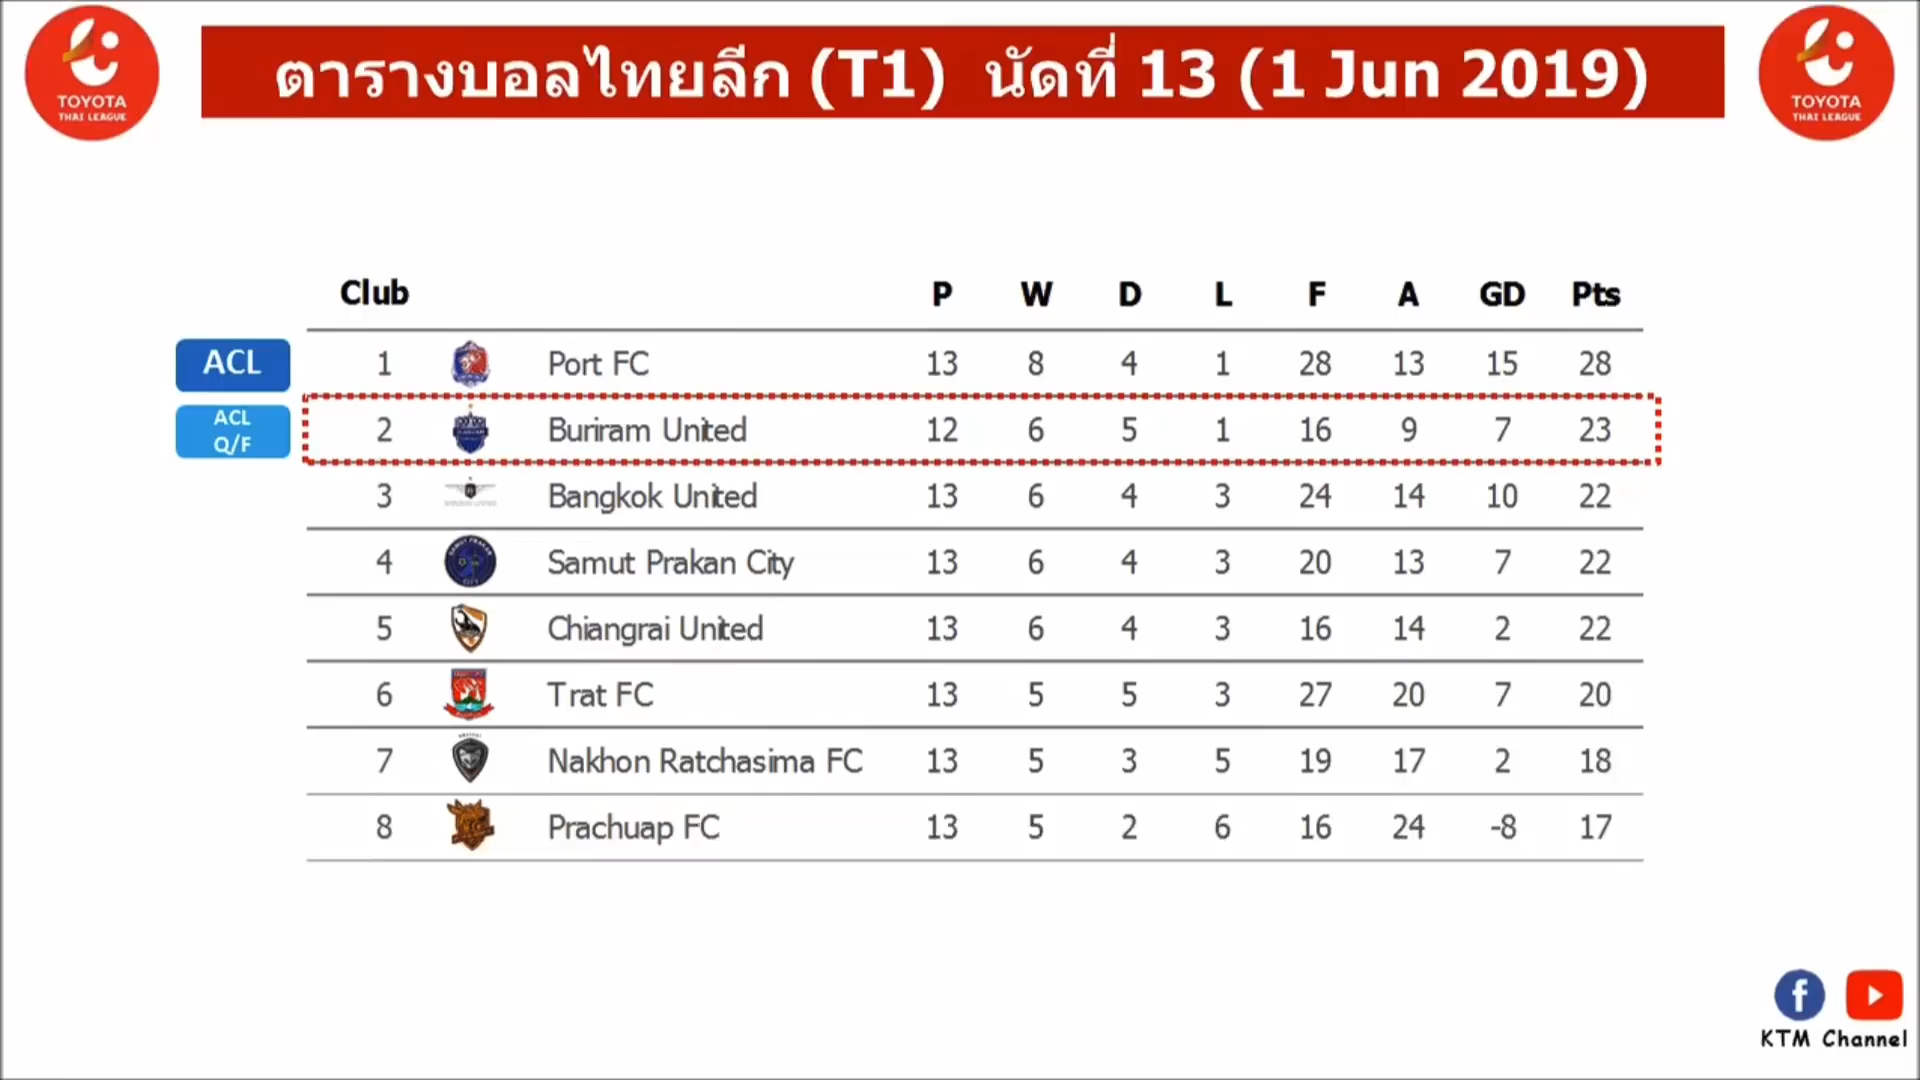 TOYOTA
THAI LEAGUE
ตารางบอลไทยลีก (T1) นัดที่ 13 (1 Jun 2019)
TOYOTA
THAI LEAGUE
Club P W D L F A GD Pts
ACL 1 Port FC 13 8 4 1 28 13 15 28
ACL
Q/F
2 Buriram United 12 6 5 1 16 9 7 23
3 Bangkok United 13 6 4 3 24 14 10 22
4 Samut Prakan City 13 6 4 3 20 13 7 22
5 Chiangrai United 13 6 4 3 16 14 2 22
6 Trat FC 13 5 5 3 27 20 7 20
7 Nakhon Ratchasima FC 13 5 3 5 19 17 2 18
8 Prachuap FC 13 5 2 6 16 24 -8 17
KTM Channel